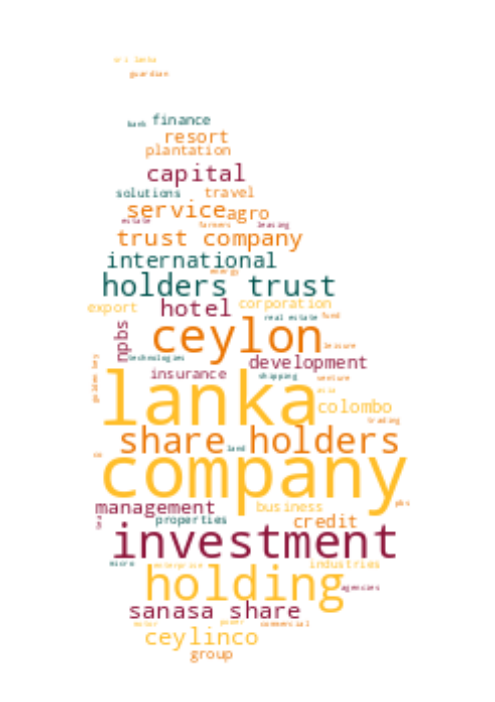 sri lanka
guardian
bank finance
resort
plantation
capital
solutions travel
service agro
estate farmers leasing
trust company
international
energy
holders trust
export hotel corporation
real estate fund
npbs ceylon leisure
technologies development
insurance shipping venture
golden key
lanka asia
colombo
trading
share holders
land
company
management business pbs
properties credit
investment
micro enterprise industries
holding agencies
sanasa share
motor power commercial
ceylinco
group